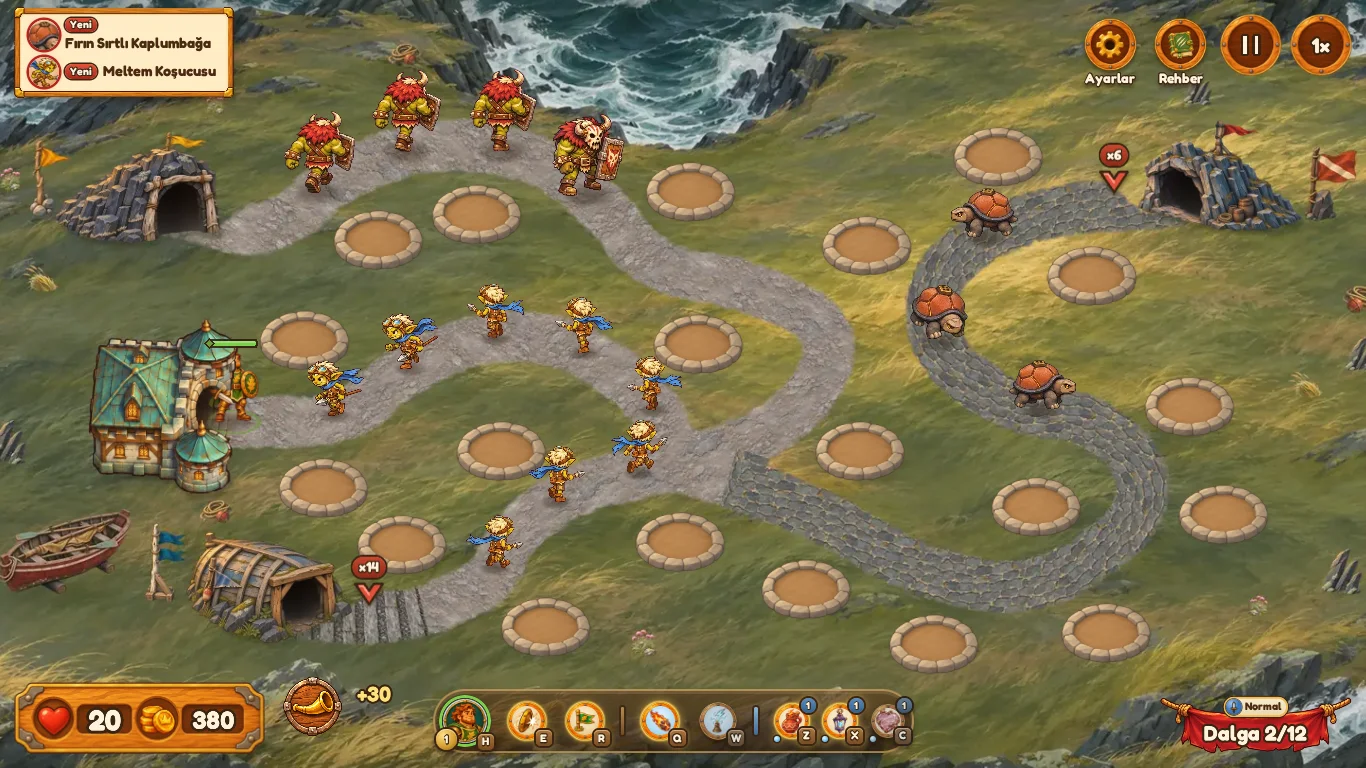 Yeni
Fırın Sırtlı Kaplumbağa
Yeni Meltem Koşucusu
1x
Ayarlar
Rehber
x6
x14
20
380
+30
1
H
E
R
Q
W
1
Z
1
X
1
C
Normal
Dalga 2/12